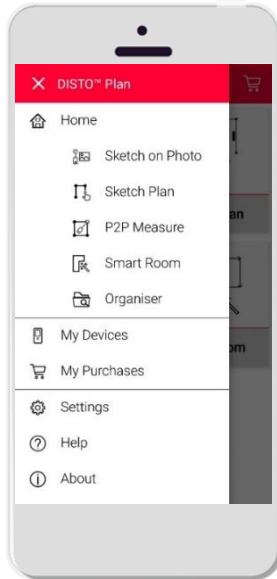 DISTO™ Plan
Home
Sketch on Photo
Sketch Plan
P2P Measure
Smart Room
Organiser
My Devices
My Purchases
Settings
Help
About